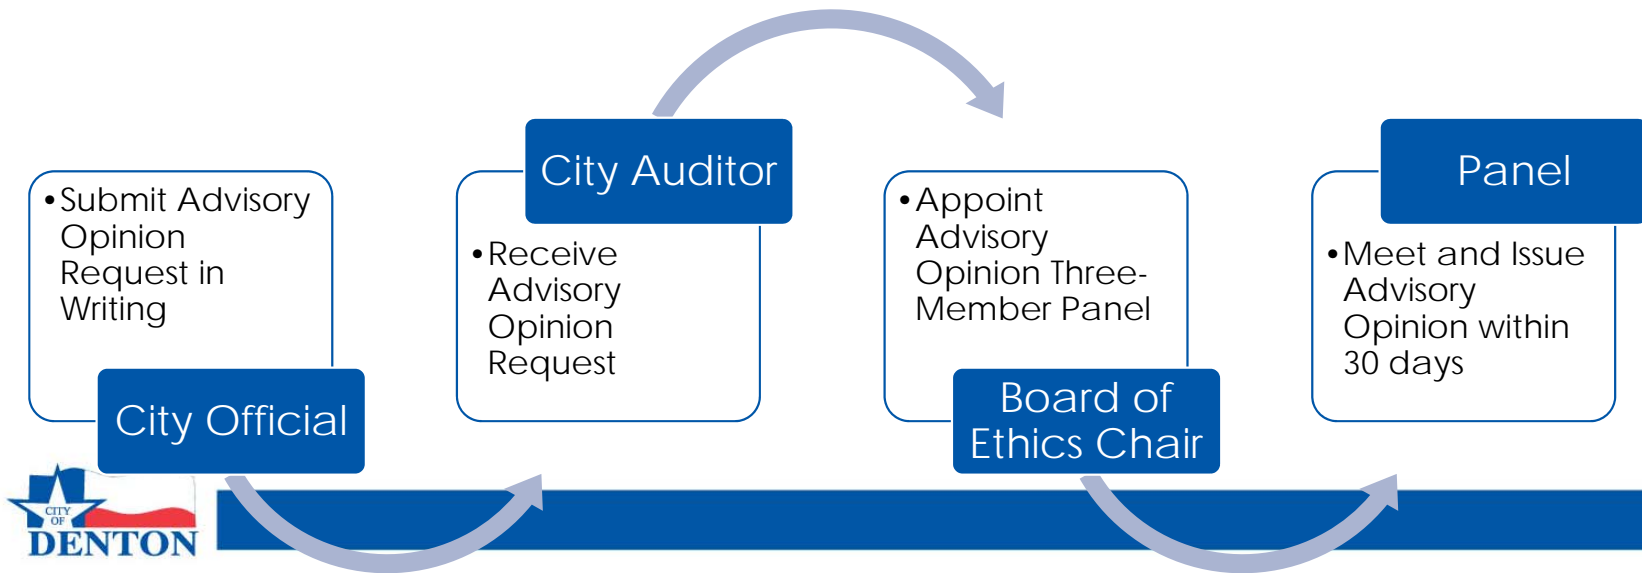 •Submit Advisory
Opinion
Request in
Writing
City Official
City Auditor
•Receive
Advisory
Opinion
Request
•Appoint
Advisory
Opinion Three-
Member Panel
Board of
Ethics Chair
Panel
•Meet and Issue
Advisory
Opinion within
30 days
CITY
OF
DENTON